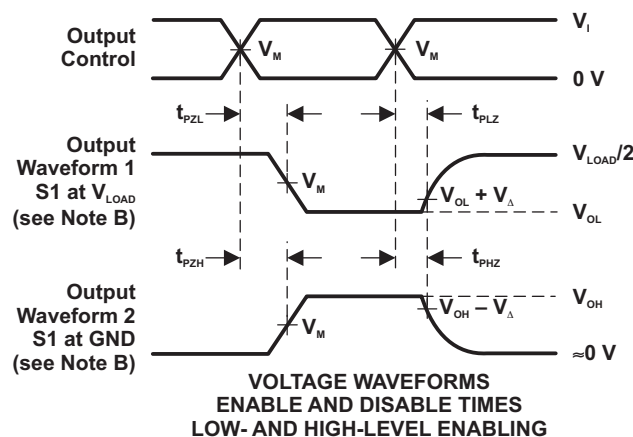 Output
Control
V_M
V_M
V_I
0 V
t_PZL
t_PLZ
Output
Waveform 1
S1 at V_LOAD
(see Note B)
V_M
V_OL + V_Δ
V_LOAD/2
V_OL
t_PZH
t_PHZ
Output
Waveform 2
S1 at GND
(see Note B)
V_M
V_OH – V_Δ
V_OH
≈0 V
VOLTAGE WAVEFORMS
ENABLE AND DISABLE TIMES
LOW- AND HIGH-LEVEL ENABLING